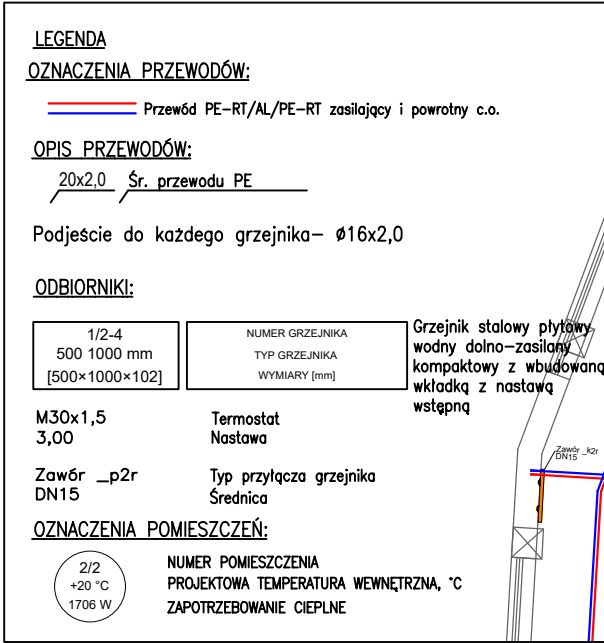 LEGENDA
OZNACZENIA PRZEWODÓW:
Przewód PE-RT/AL/PE-RT zasilający i powrotny c.o.
OPIS PRZEWODÓW:
20x2,0 Śr. przewodu PE
Podjeście do każdego grzejnika– Ø16x2,0
ODBIORNIKI:
1/2-4
500 1000 mm
[500×1000×102]
NUMER GRZEJNIKA
TYP GRZEJNIKA
WYMIARY [mm]
Grzejnik stalowy płytowy
wodny dolno-zasilany
kompaktowy z wbudowaną
wkładką z nastawą
wstępną
M30x1,5 Termostat
3,00 Nastawa
Zawór _p2r Typ przyłącza grzejnika
DN15 Średnica
Zawór _k2r
DN15
OZNACZENIA POMIESZCZEŃ:
2/2
+20 °C
1706 W
NUMER POMIESZCZENIA
PROJEKTOWA TEMPERATURA WEWNĘTRZNA, °C
ZAPOTRZEBOWANIE CIEPLNE